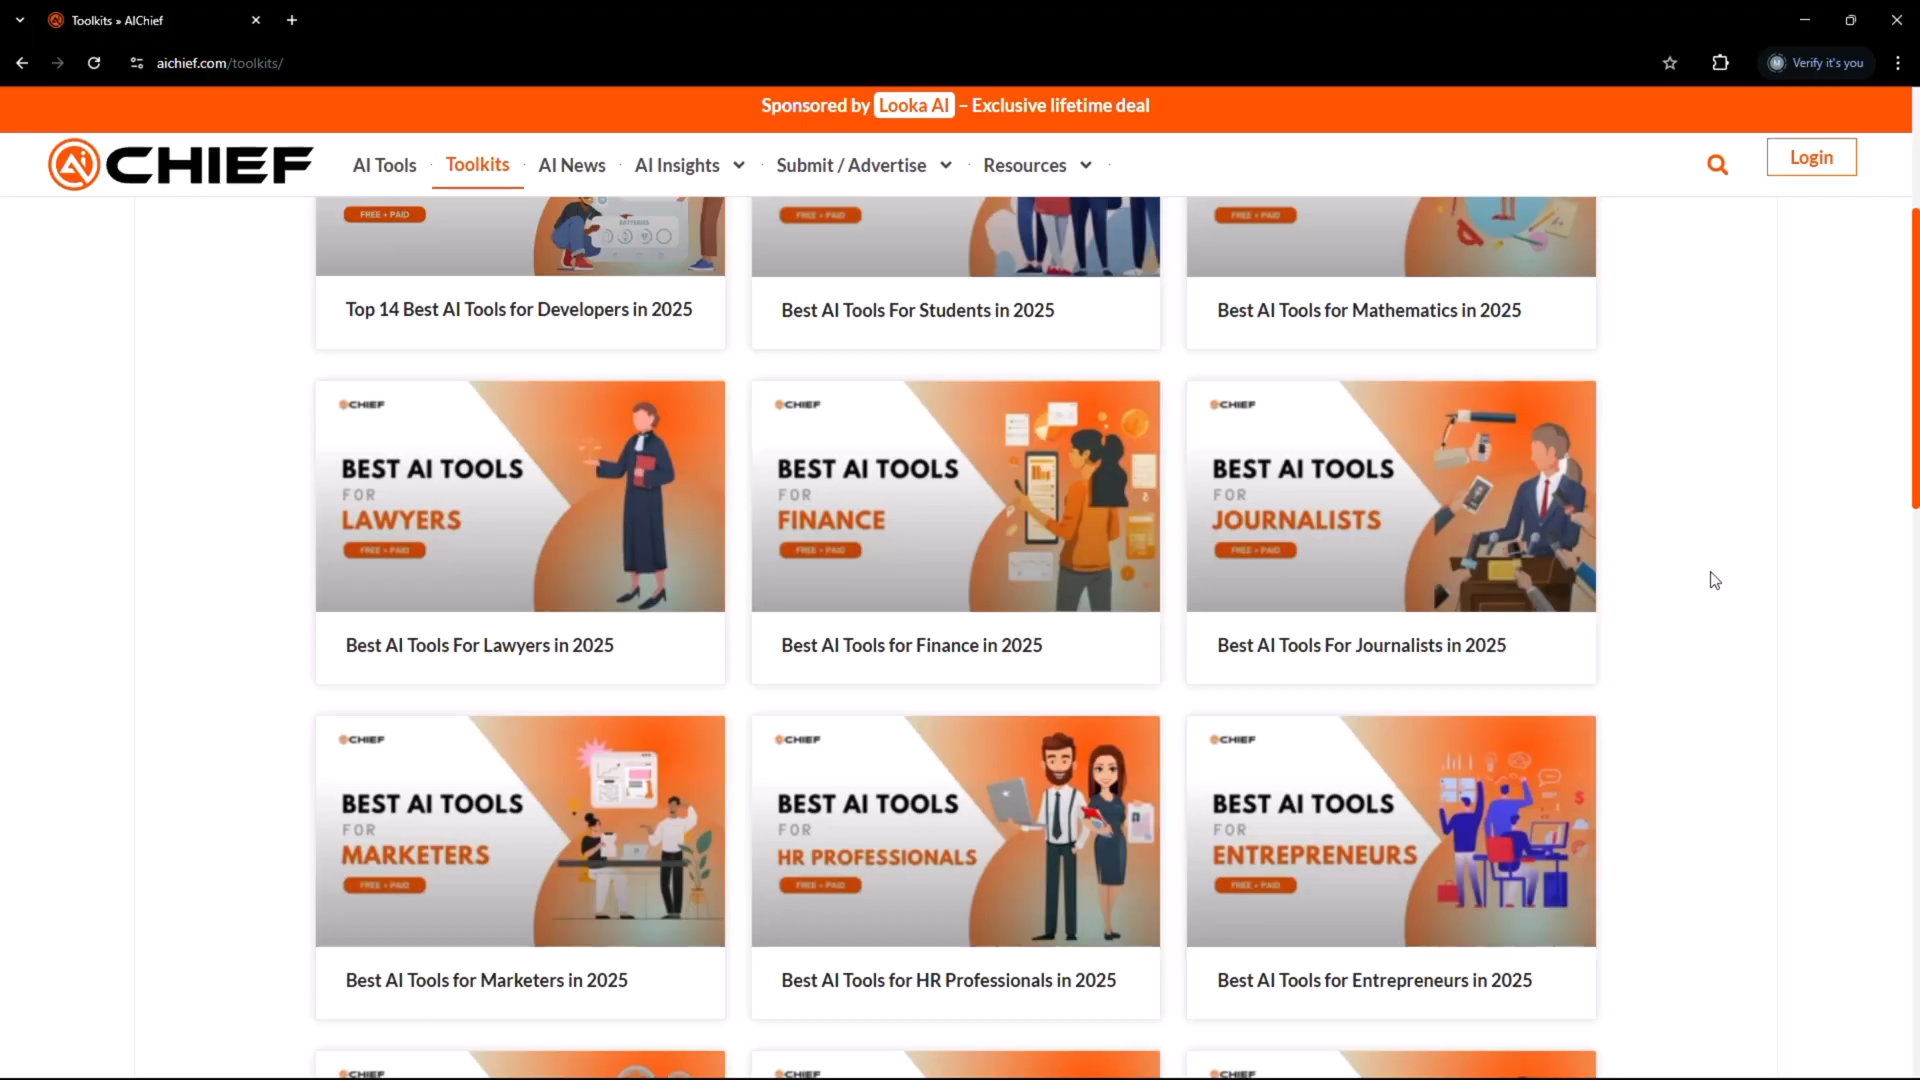 Toolkits » AIChief
aichief.com/toolkits/
Verify it's you
Sponsored by Looka AI – Exclusive lifetime deal
Ai CHIEF
AI Tools
Toolkits
AI News
AI Insights
Submit / Advertise
Resources
Login
FREE + PAID
BATTERIES
FREE + PAID
FREE + PAID
Top 14 Best AI Tools for Developers in 2025
Best AI Tools For Students in 2025
Best AI Tools for Mathematics in 2025
CHIEF
BEST AI TOOLS
FOR
LAWYERS
FREE + PAID
CHIEF
BEST AI TOOLS
FOR
FINANCE
FREE + PAID
CHIEF
BEST AI TOOLS
FOR
JOURNALISTS
FREE + PAID
Best AI Tools For Lawyers in 2025
Best AI Tools for Finance in 2025
Best AI Tools For Journalists in 2025
CHIEF
BEST AI TOOLS
FOR
MARKETERS
FREE + PAID
CHIEF
BEST AI TOOLS
FOR
HR PROFESSIONALS
FREE + PAID
CHIEF
BEST AI TOOLS
FOR
ENTREPRENEURS
FREE + PAID
Best AI Tools for Marketers in 2025
Best AI Tools for HR Professionals in 2025
Best AI Tools for Entrepreneurs in 2025
CHIEF
CHIEF
CHIEF